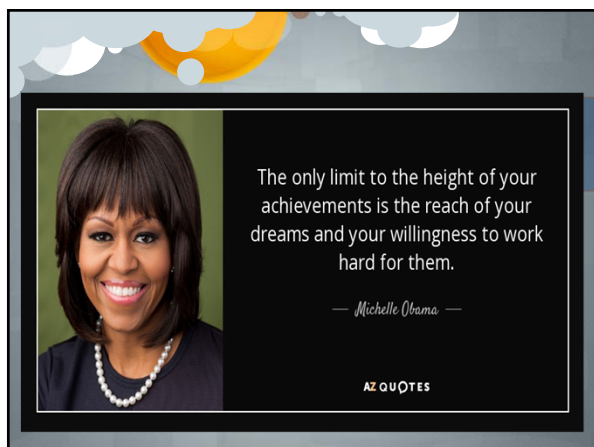 The only limit to the height of your
achievements is the reach of your
dreams and your willingness to work
hard for them.
— Michelle Obama —
AZ QUOTES